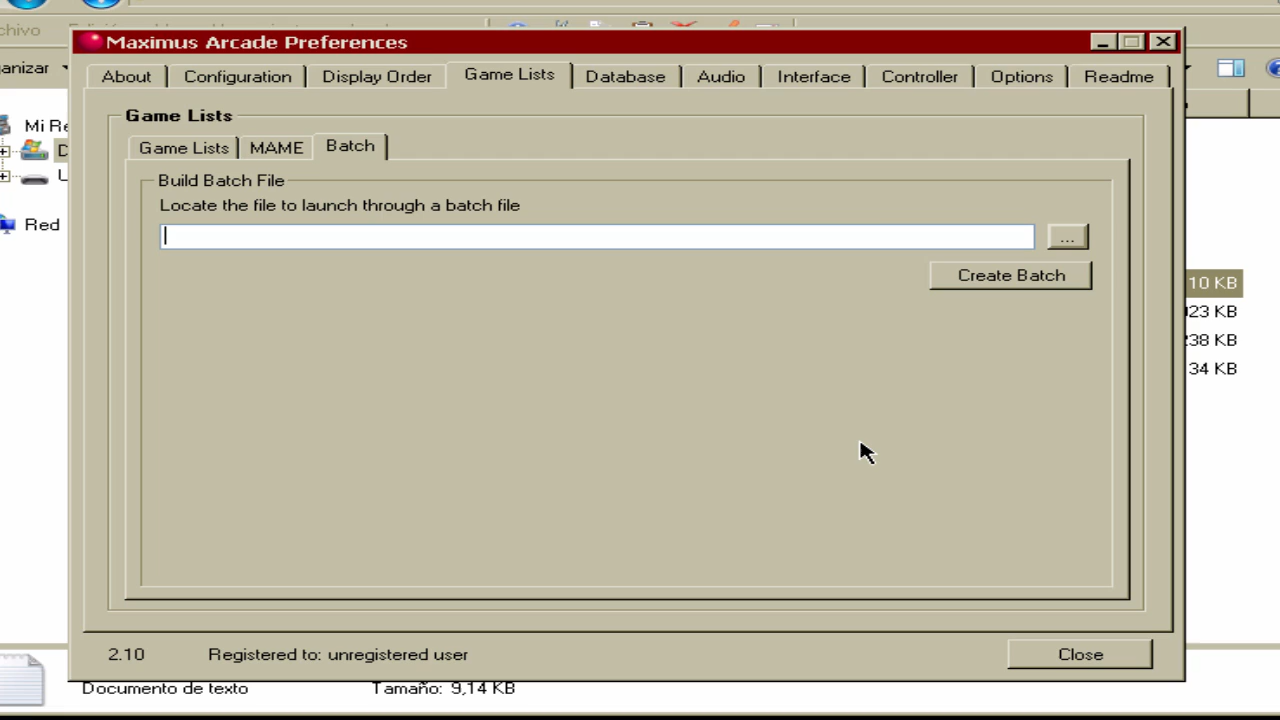 Maximus Arcade Preferences
About Configuration Display Order Game Lists Database Audio Interface Controller Options Readme
Game Lists
Game Lists MAME Batch
Build Batch File
Locate the file to launch through a batch file
...
Create Batch
Mi Re
Red
10 KB
23 KB
38 KB
34 KB
2.10 Registered to: unregistered user Close
Documento de texto Tamaño: 9,14 KB